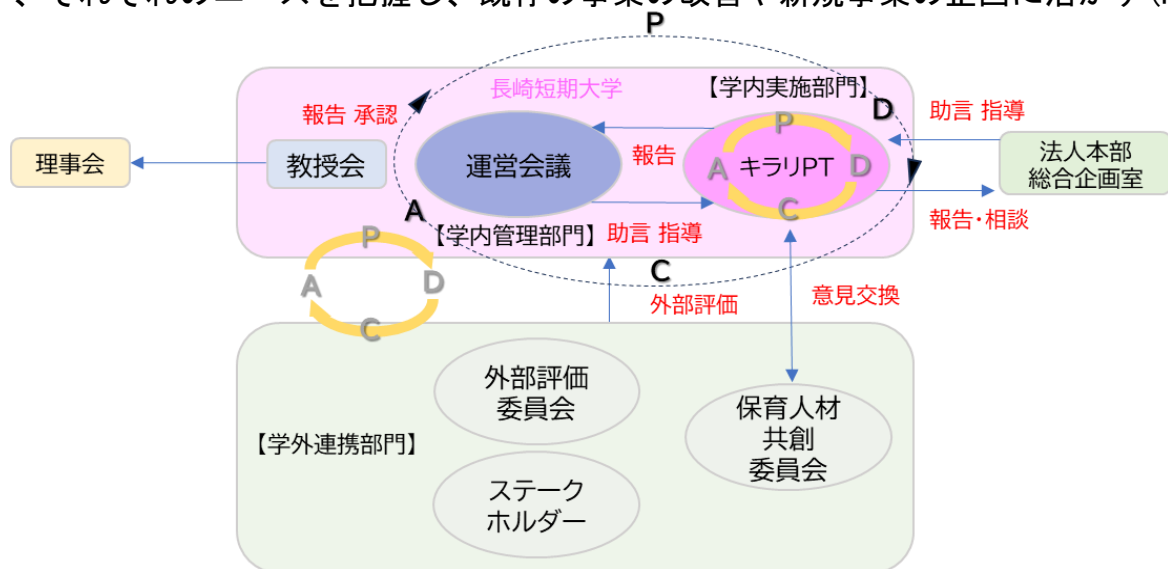 P
長崎短期大学
【学内実施部門】
報告 承認
P
D
助言 指導
理事会
教授会
運営会議
報告
A
キラリPT
D
法人本部
総合企画室
C
A
【学内管理部門】
助言 指導
報告・相談
P
A
D
C
C
外部評価
意見交換
外部評価
委員会
【学外連携部門】
保育人材
共創
委員会
ステーク
ホルダー